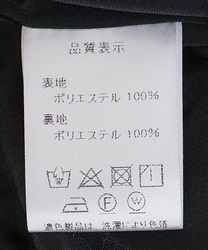 品質表示
表地
ポリエステル 100%
裏地
ポリエステル 100%
濃色製品は、洗濯により色落